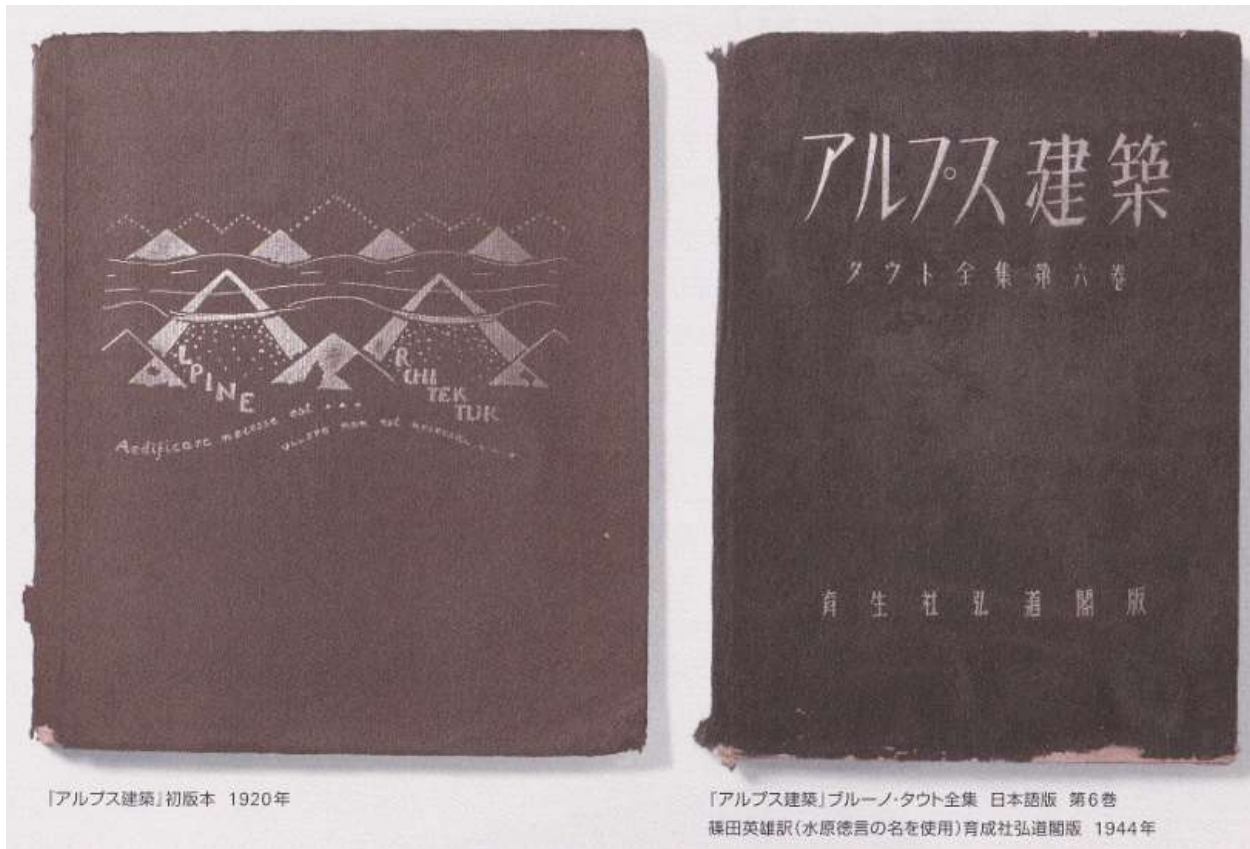 LPINE
RCHI
TEK
TUR
Aedificare necesse est . . .
vivere non est necesse . . . .
アルプス建築
タウト全集第六巻
育生社弘道閣版
『アルプス建築』初版本 1920年
『アルプス建築』ブルーノ・タウト全集 日本語版 第6巻
篠田英雄訳(水原徳言の名を使用)育成社弘道閣版 1944年